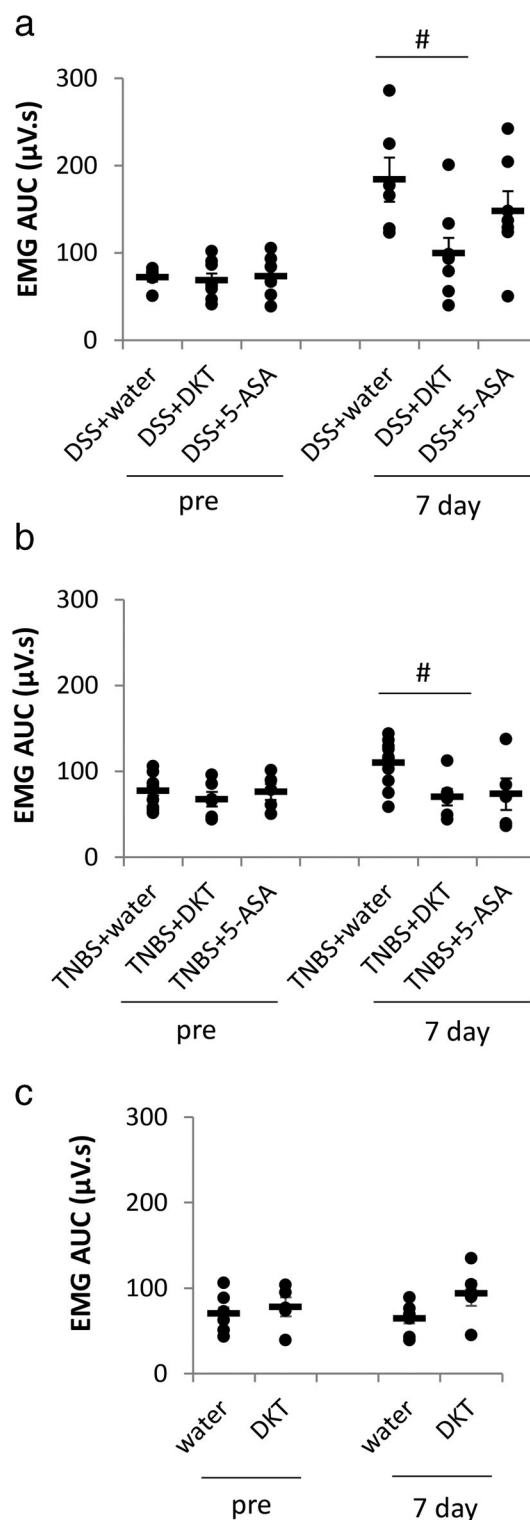 a
#
300
200
100
0
EMG AUC (μV.s)
DSS+water
DSS+DKT
DSS+5-ASA
DSS+water
DSS+DKT
DSS+5-ASA
pre
7 day
b
300
200
100
0
EMG AUC (μV.s)
#
TNBS+water
TNBS+DKT
TNBS+5-ASA
TNBS+water
TNBS+DKT
TNBS+5-ASA
pre
7 day
c
300
200
100
0
EMG AUC (μV.s)
water
DKT
water
DKT
pre
7 day